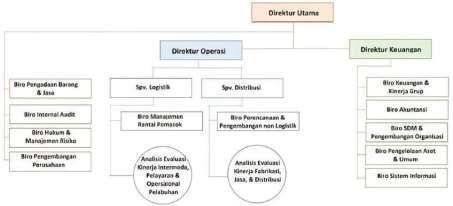 Direktur Utama
Direktur Operasi
Direktur Keuangan
Biro Pengadaan Barang
& Jasa
Biro Internal Audit
Biro Hukum &
Manajemen Risiko
Biro Pengembangan
Perusahaan
Spv. Logistik
Spv. Distribusi
Biro Manajemen
Rantai Pemasok
Biro Perencanaan &
Pengembangan non Logistik
Analisis Evaluasi
Kinerja Intermoda,
Pelayaran &
Operasional
Pelabuhan
Analisis Evaluasi
Kinerja Fabrikasi,
Jasa, & Distribusi
Biro Keuangan &
Kinerja Grup
Biro Akuntansi
Biro SDM &
Pengembangan Organisasi
Biro Pengelolaan Aset
& Umum
Biro Sistem Informasi